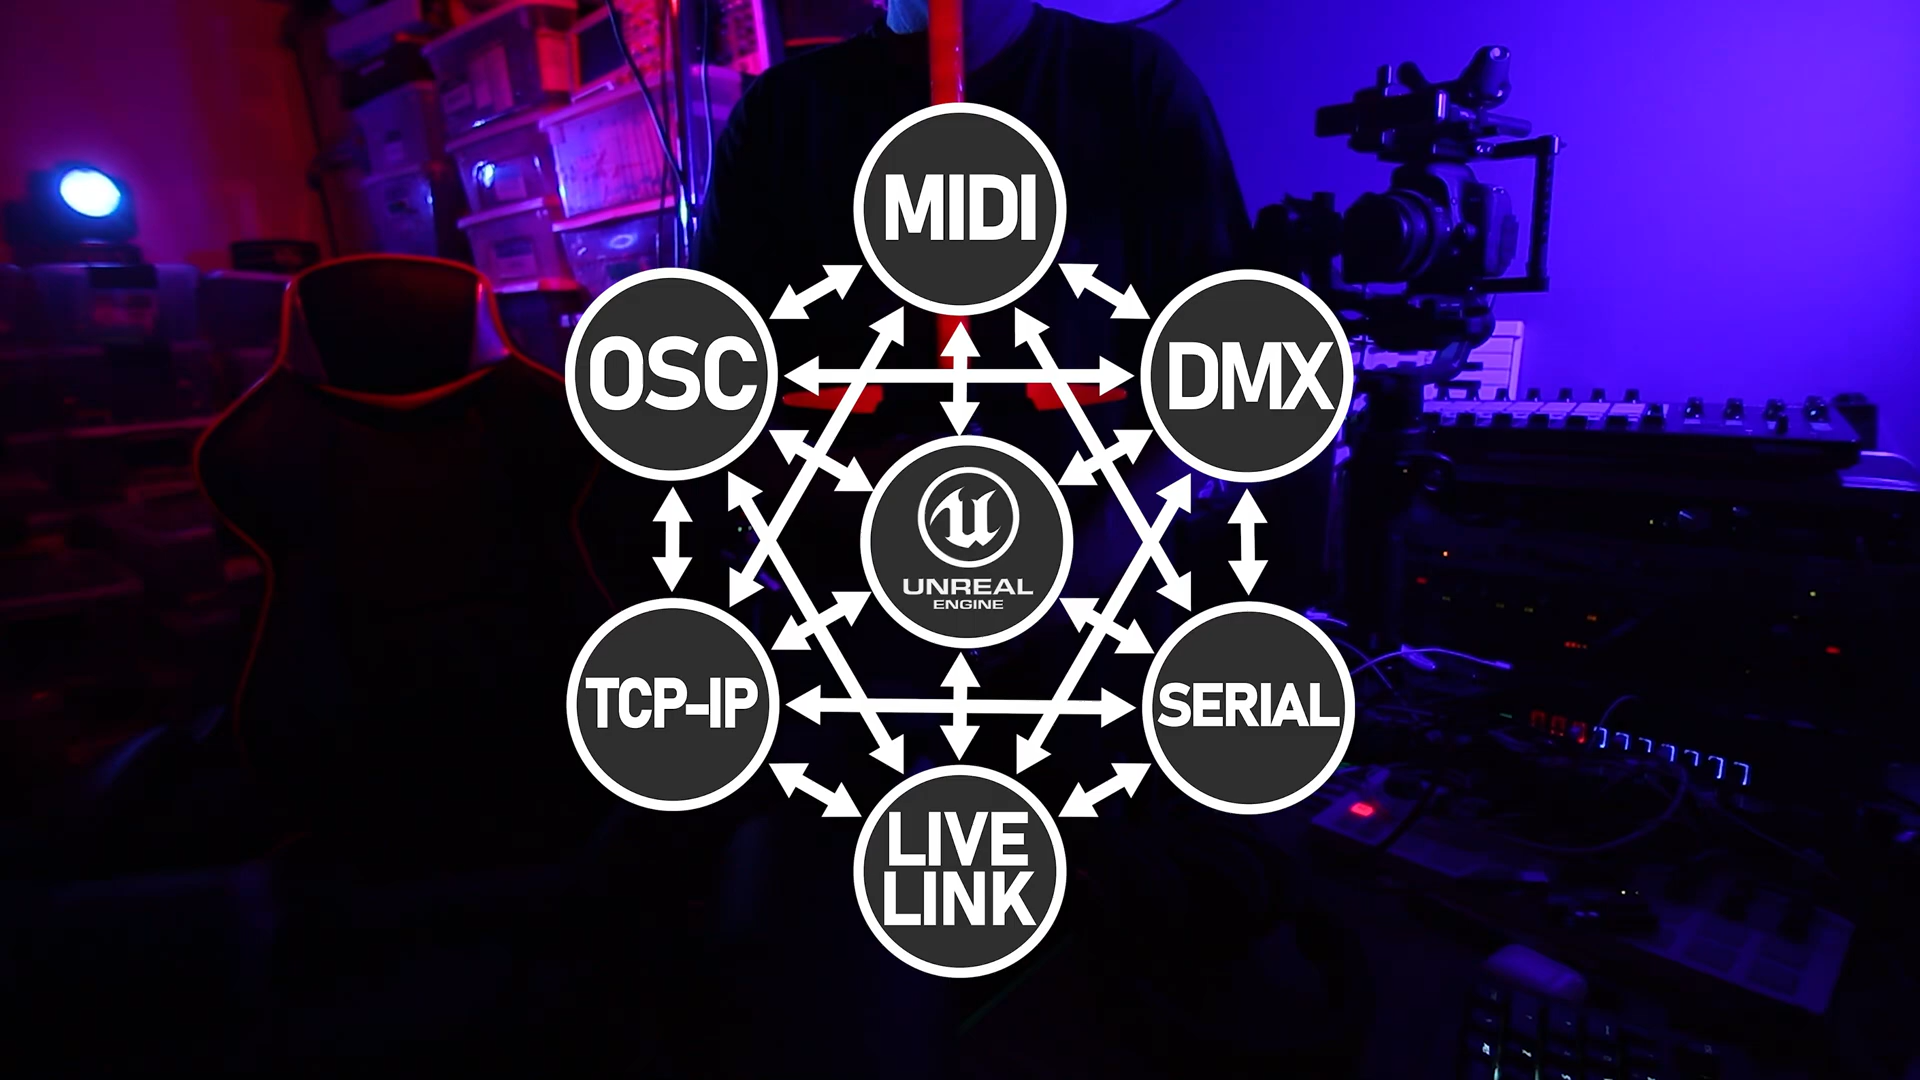 MIDI
OSC
DMX
UNREAL
ENGINE
TCP-IP
SERIAL
LIVE
LINK